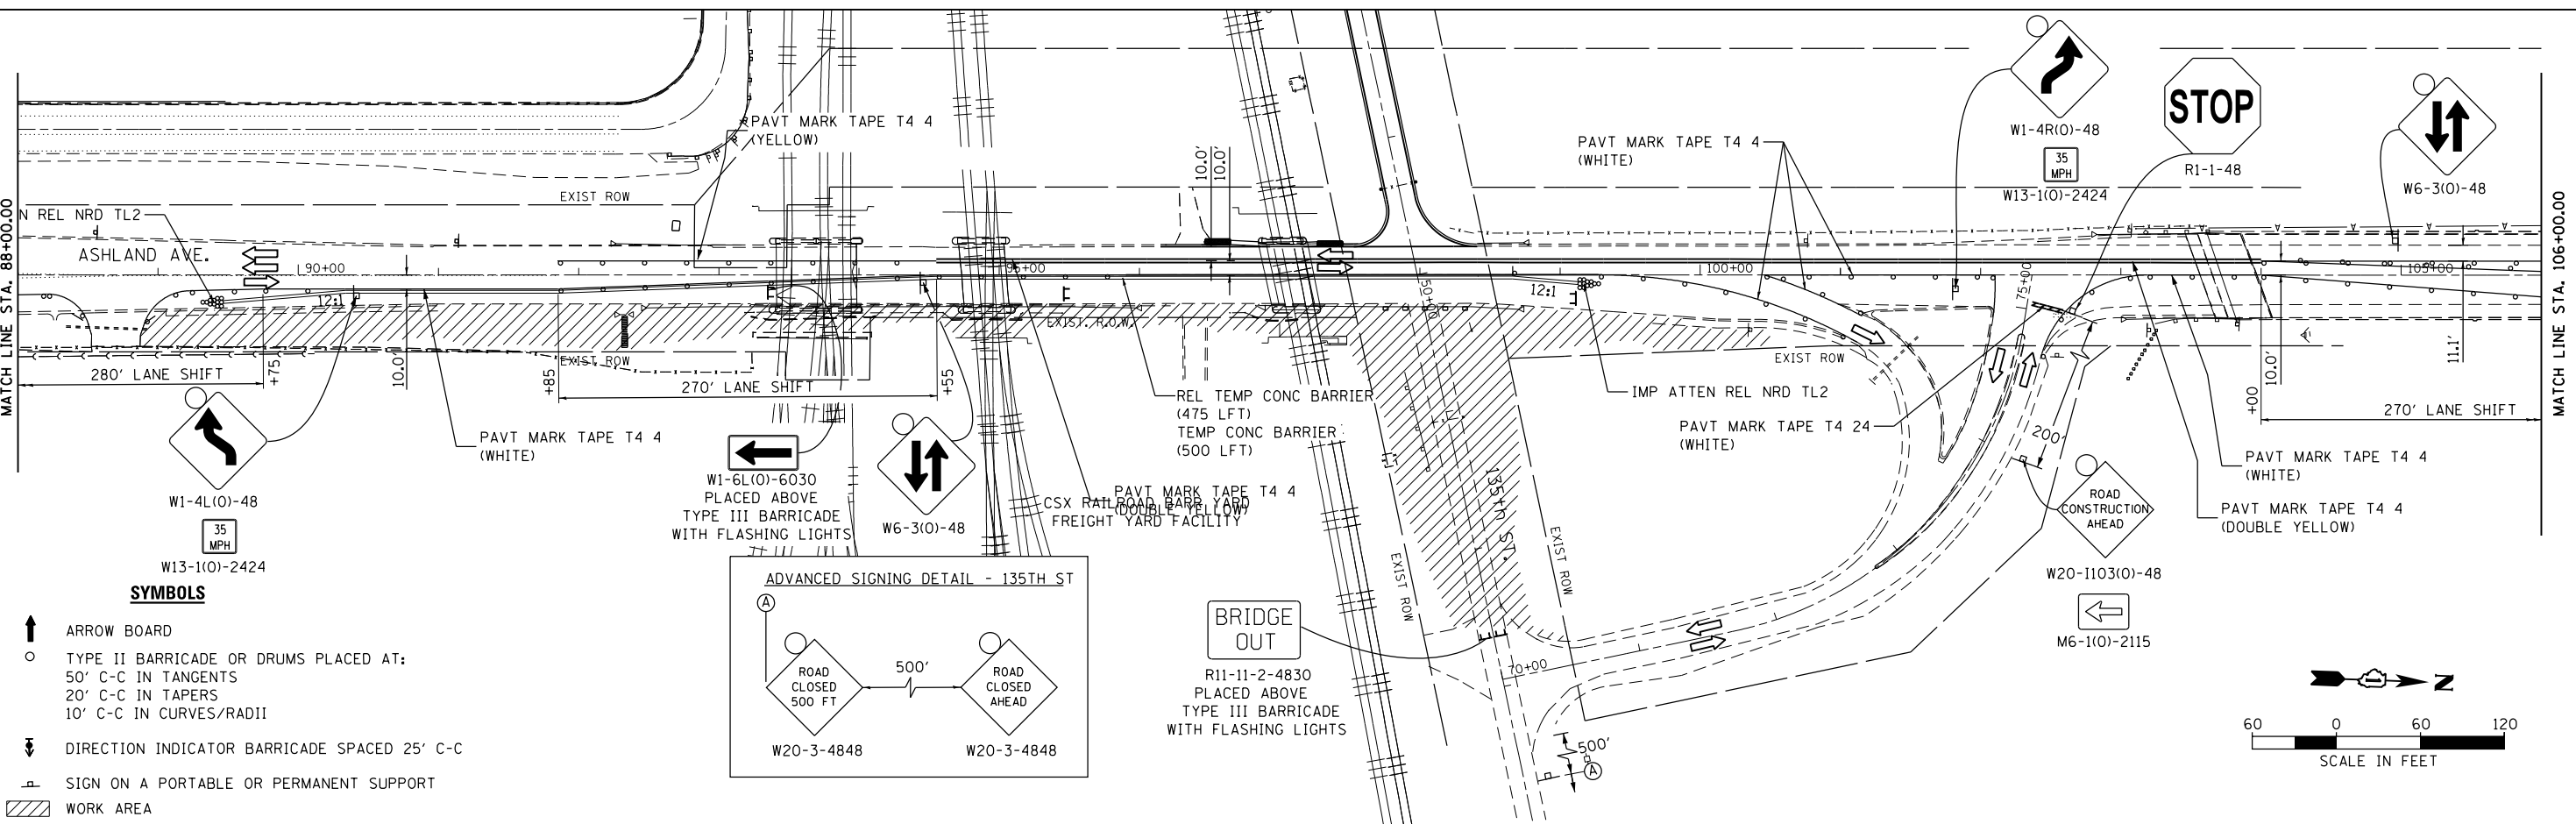 MATCH LINE STA. 88+00.00
N REL NRD TL2
ASHLAND AVE.
90+00
12:1
280' LANE SHIFT
+75
10.0'
W1-4L(O)-48
35
MPH
W13-1(O)-2424
PAVT MARK TAPE T4 4
(WHITE)
PAVT MARK TAPE T4 4
(YELLOW)
EXIST ROW
EXIST ROW
+85
270' LANE SHIFT
+55
W1-6L(O)-6030
PLACED ABOVE
TYPE III BARRICADE
WITH FLASHING LIGHTS
W6-3(O)-48
95+00
EXIST. R.O.W.
10.0'
10.0'
REL TEMP CONC BARRIER
(475 LFT)
TEMP CONC BARRIER
(500 LFT)
PAVT MARK TAPE T4 4
(DOUBLE YELLOW)
CSX RAILROAD BARR YARD
FREIGHT YARD FACILITY
50+00
135th ST.
EXIST ROW
EXIST ROW
PAVT MARK TAPE T4 4
(WHITE)
12:1
100+00
IMP ATTEN REL NRD TL2
PAVT MARK TAPE T4 24
(WHITE)
EXIST ROW
W1-4R(O)-48
35
MPH
W13-1(O)-2424
STOP
R1-1-48
W6-3(O)-48
75+00
105+00
11.1'
10.0'
+00
270' LANE SHIFT
200'
PAVT MARK TAPE T4 4
(WHITE)
PAVT MARK TAPE T4 4
(DOUBLE YELLOW)
ROAD
CONSTRUCTION
AHEAD
W20-I103(O)-48
M6-1(O)-2115
MATCH LINE STA. 106+00.00
SYMBOLS
ARROW BOARD
TYPE II BARRICADE OR DRUMS PLACED AT:
50' C-C IN TANGENTS
20' C-C IN TAPERS
10' C-C IN CURVES/RADII
DIRECTION INDICATOR BARRICADE SPACED 25' C-C
SIGN ON A PORTABLE OR PERMANENT SUPPORT
WORK AREA
ADVANCED SIGNING DETAIL - 135TH ST
A
ROAD
CLOSED
500 FT
500'
ROAD
CLOSED
AHEAD
W20-3-4848
W20-3-4848
BRIDGE
OUT
R11-11-2-4830
PLACED ABOVE
TYPE III BARRICADE
WITH FLASHING LIGHTS
70+00
500'
A
N
60 0 60 120
SCALE IN FEET